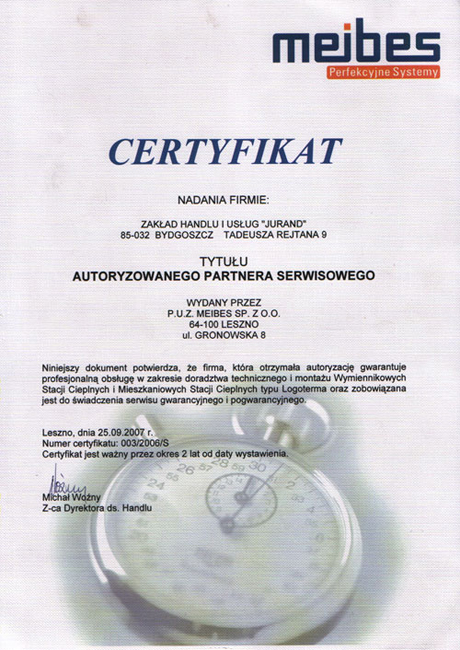 meibes
Perfekcyjne Systemy
CERTYFIKAT
NADANIA FIRMIE:
ZAKŁAD HANDLU I USŁUG "JURAND"
85-032 BYDGOSZCZ TADEUSZA REJTANA 9
TYTUŁU
AUTORYZOWANEGO PARTNERA SERWISOWEGO
WYDANY PRZEZ
P.U.Z. MEIBES SP. Z O.O.
64-100 LESZNO
ul. GRONOWSKA 8
Niniejszy dokument potwierdza, że firma, która otrzymała autoryzację gwarantuje
profesjonalną obsługę w zakresie doradztwa technicznego i montażu Wymiennikowych
Stacji Cieplnych i Mieszkaniowych Stacji Cieplnych typu Logoterma oraz zobowiązana
jest do świadczenia serwisu gwarancyjnego i pogwarancyjnego.
Leszno, dnia 25.09.2007 r.
Numer certyfikatu: 003/2006/S
Certyfikat jest ważny przez okres 2 lat od daty wystawienia.
Michał Woźny
Z-ca Dyrektora ds. Handlu